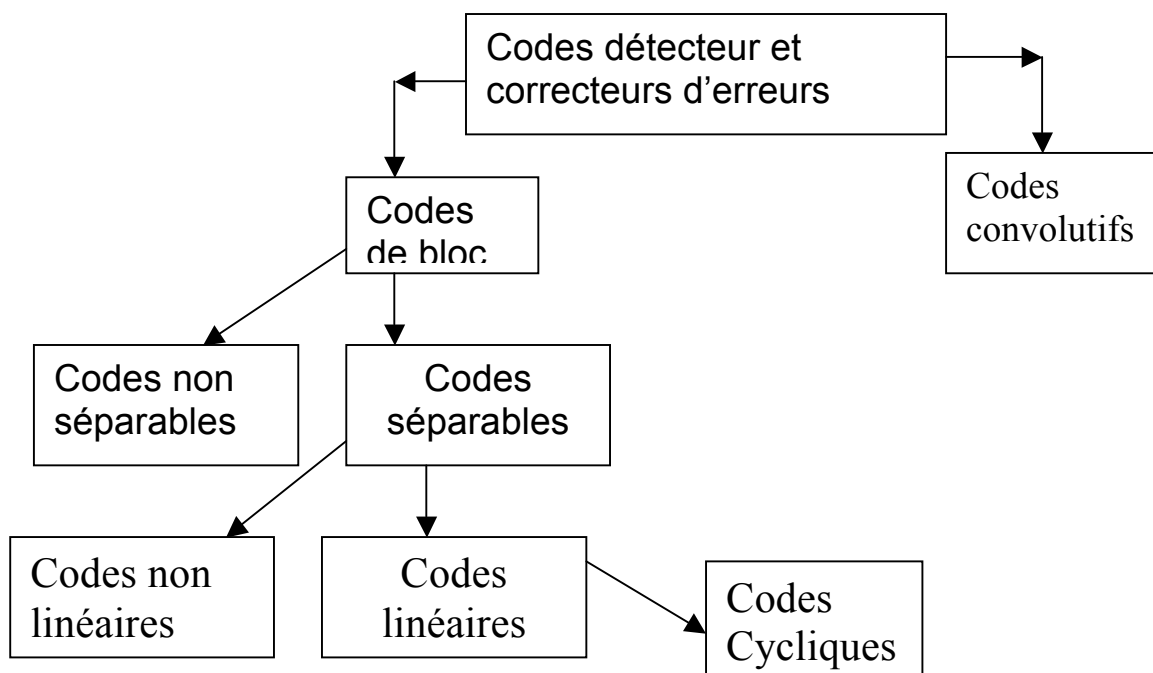 Codes détecteur et
correcteurs d'erreurs
Codes
convolutifs
Codes
de bloc
Codes non
séparables
Codes
séparables
Codes non
linéaires
Codes
linéaires
Codes
Cycliques